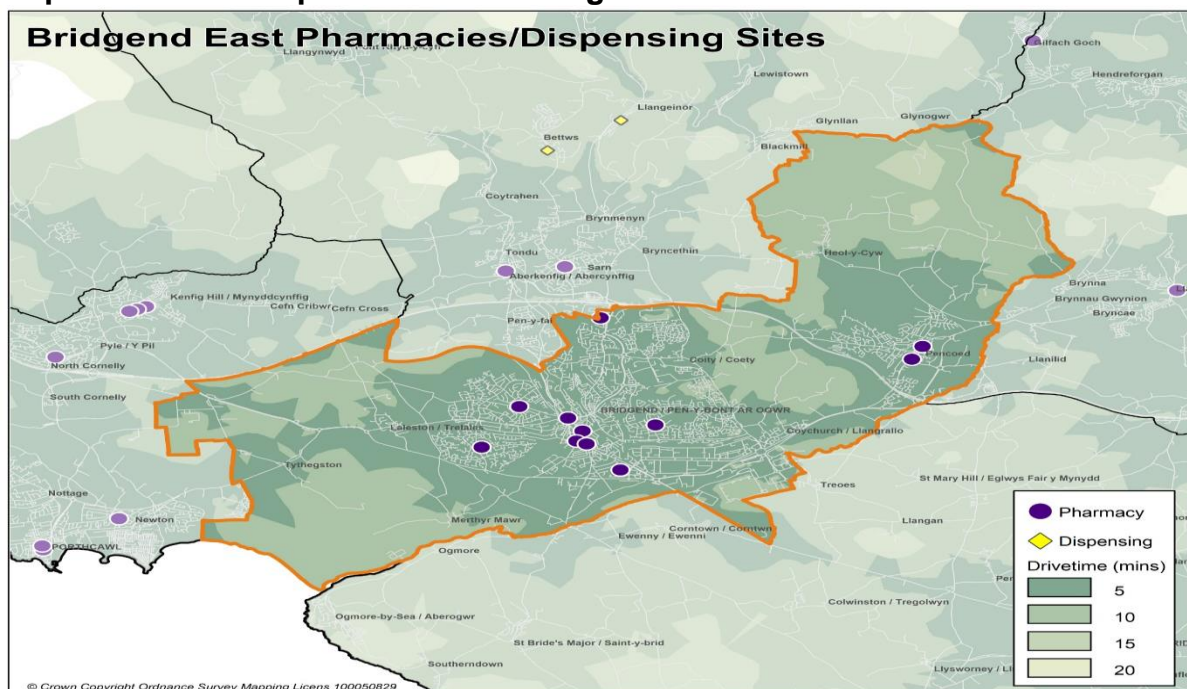 Bridgend East Pharmacies/Dispensing Sites
Llangynwyd
Gilfach Goch
Hendreforgan
Lewistown
Llangeinor
Glynllan
Glynogwr
Bettws
Blackmill
Coytrahen
Brynmenyn
Bryncethin
Heol-y-Cyw
Tondu
Sarn
Aberkenfig / Abercynffig
Brynna
Brynnau Gwynion
Bryncae
Kenfig Hill / Mynyddcynffig
Cefn Cribwr
Cefn Cross
Pen-y-fai
Pyle / Y Pil
North Cornelly
Coity / Coety
Pencoed
Llanilid
South Cornelly
BRIDGEND / PEN-Y-BONT AR OGWR
Laleston / Trelales
Coychurch / Llangrallo
Tythegston
St Mary Hill / Eglwys Fair y Mynydd
Treoes
Nottage
Newton
Merthyr Mawr
Corntown / Corntwn
Llangan
PORTHCAWL
Ogmore
Ewenny / Ewenni
Colwinston / Tregolwyn
Ogmore-by-Sea / Aberogwr
St Bride's Major / Saint-y-brid
Southerndown
Llysworney /
Pharmacy
Dispensing
Drivetime (mins)
5
10
15
20
© Crown Copyright Ordnance Survey Mapping Licens 100050829